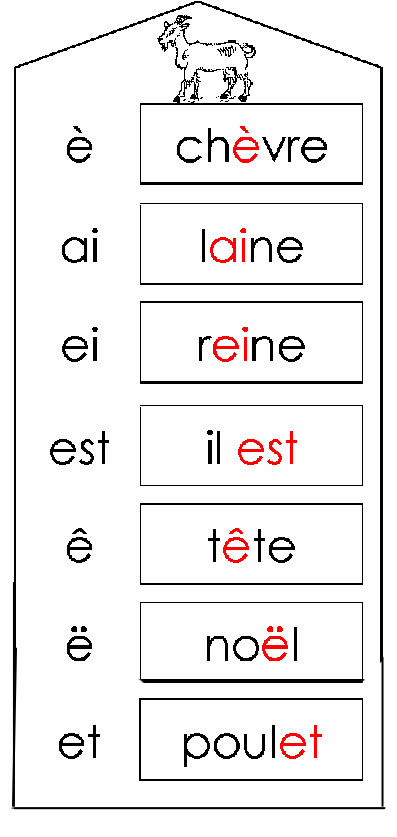 è chèvre
ai laine
ei reine
est il est
ê tête
ë noël
et poulet